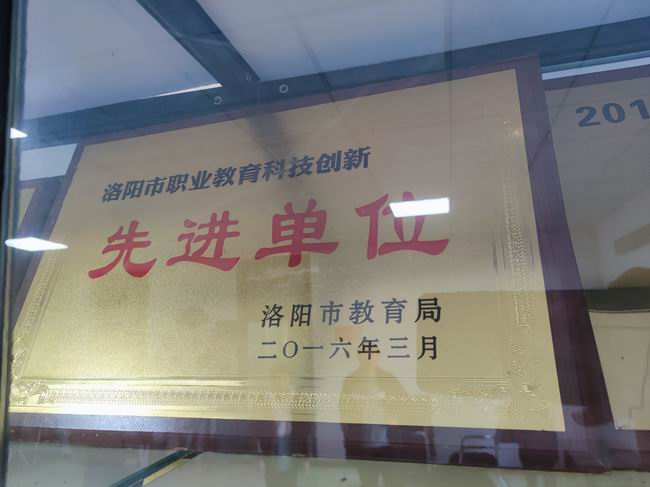 洛阳市职业教育科技创新
先进单位
洛阳市教育局
二〇一六年三月
201